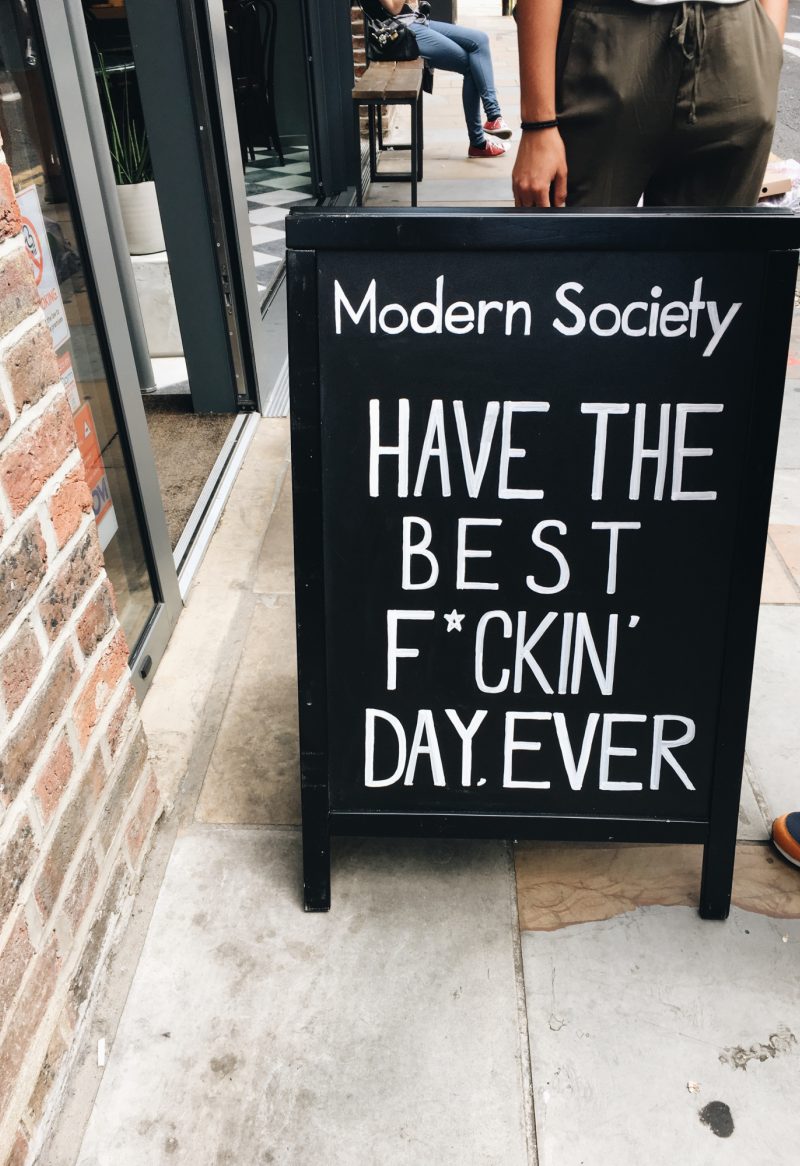 Modern Society
HAVE THE
BEST
F*CKIN'
DAY, EVER